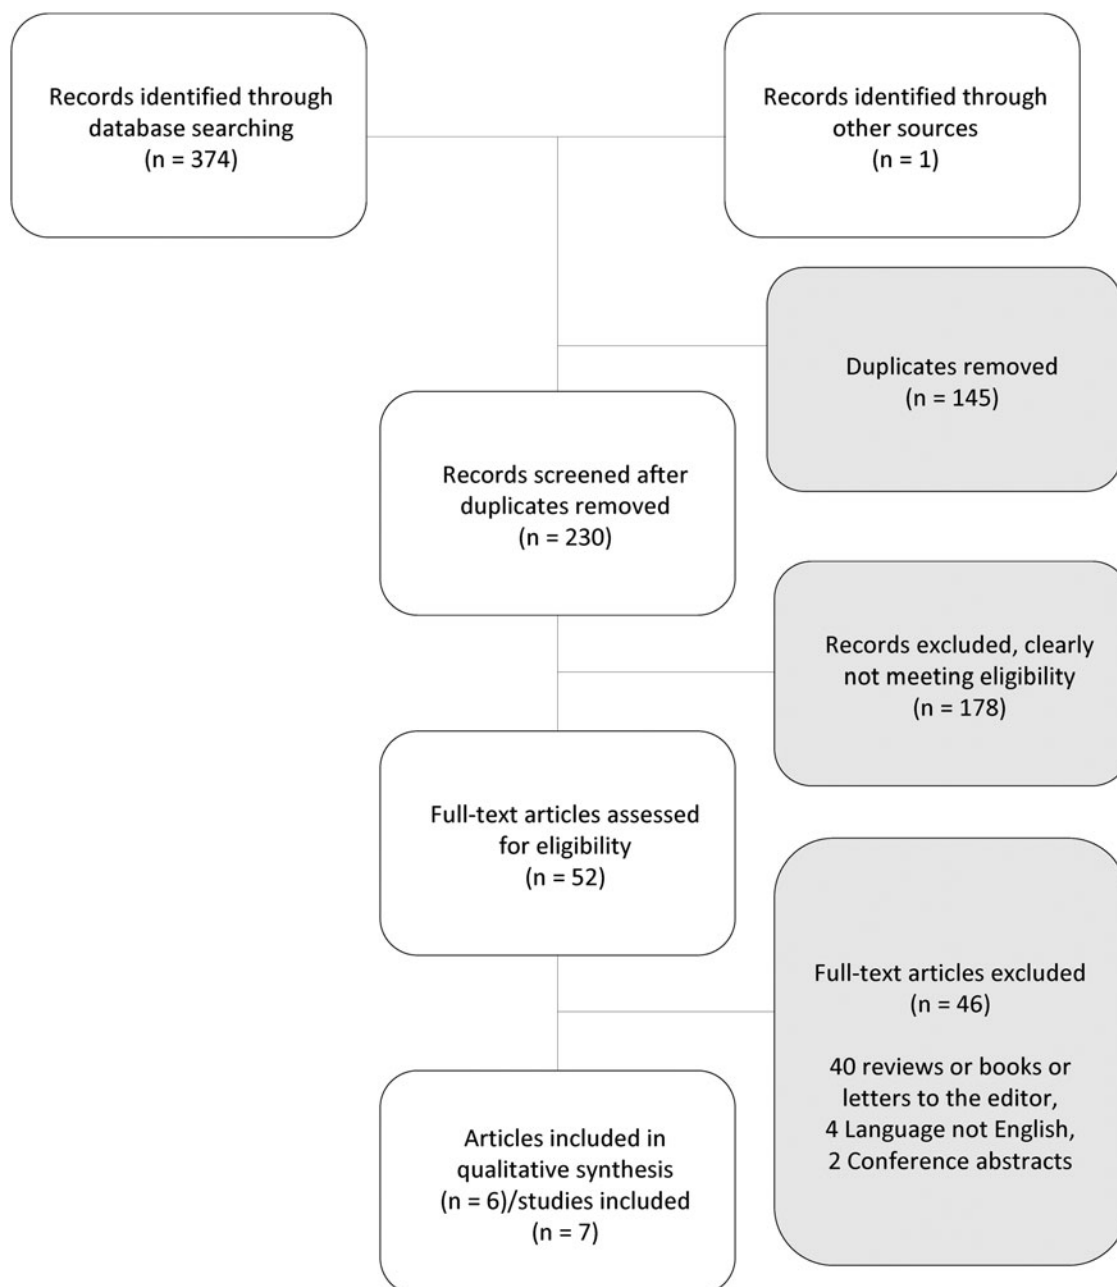 Records identified through
database searching
(n = 374)
Records identified through
other sources
(n = 1)
Duplicates removed
(n = 145)
Records screened after
duplicates removed
(n = 230)
Records excluded, clearly
not meeting eligibility
(n = 178)
Full-text articles assessed
for eligibility
(n = 52)
Full-text articles excluded
(n = 46)
40 reviews or books or
letters to the editor,
4 Language not English,
2 Conference abstracts
Articles included in
qualitative synthesis
(n = 6)/studies included
(n = 7)